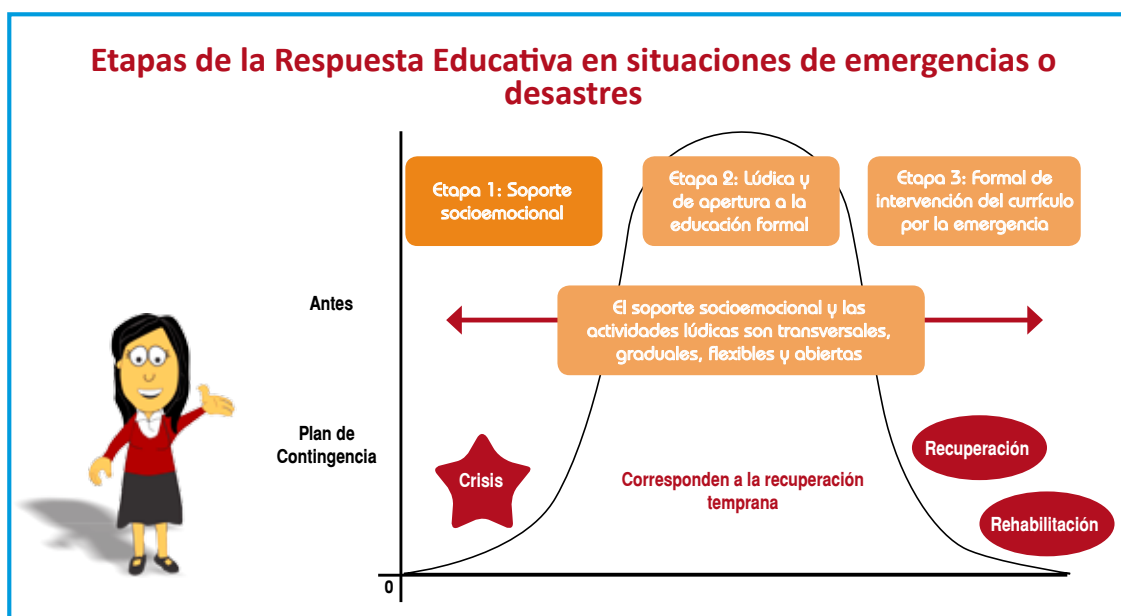 Etapas de la Respuesta Educativa en situaciones de emergencias o
desastres
Etapa 1: Soporte
socioemocional
Etapa 2: Lúdica y
de apertura a la
educación formal
Etapa 3: Formal de
intervención del currículo
por la emergencia
Antes
El soporte socioemocional y las
actividades lúdicas son transversales,
graduales, flexibles y abiertas
Plan de
Contingencia
Crisis
Corresponden a la recuperación
temprana
Recuperación
Rehabilitación
0